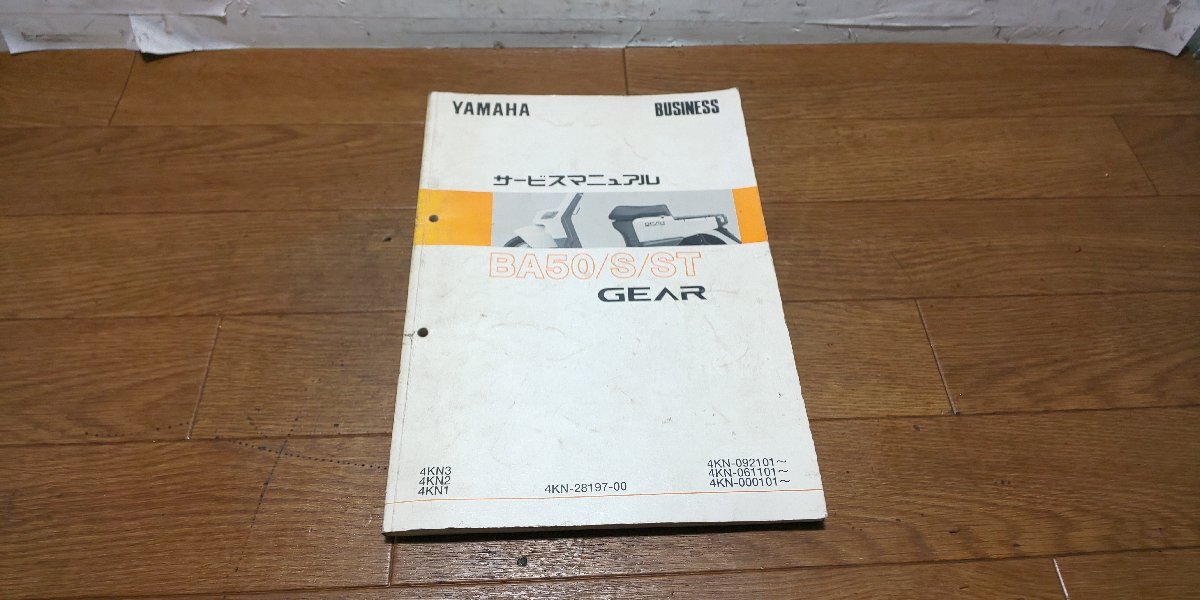 YAMAHA BUSINESS
サービスマニュアル
GEAR
BA50/S/ST
GEAR
4KN3 4KN-092101〜
4KN2 4KN-061101〜
4KN1 4KN-28197-00 4KN-000101〜